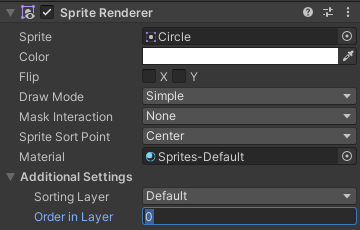 Sprite Renderer
Sprite Circle
Color
Flip X Y
Draw Mode Simple
Mask Interaction None
Sprite Sort Point Center
Material Sprites-Default
Additional Settings
Sorting Layer Default
Order in Layer 0